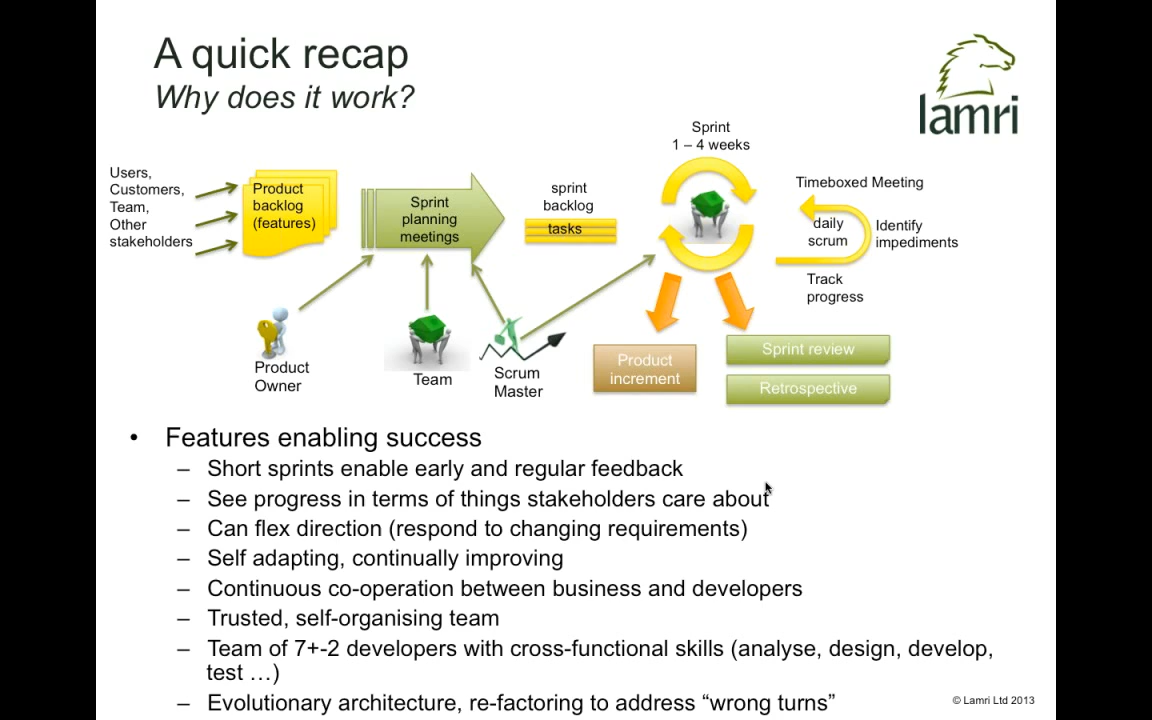 A quick recap
Why does it work?
lamri
Sprint
1 – 4 weeks
Users,
Customers,
Team,
Other
stakeholders
Product
backlog
(features)
Sprint
planning
meetings
sprint
backlog
tasks
Timeboxed Meeting
daily
scrum
Identify
impediments
Track
progress
Product
Owner
Team
Scrum
Master
Product
increment
Sprint review
Retrospective
• Features enabling success
– Short sprints enable early and regular feedback
– See progress in terms of things stakeholders care about
– Can flex direction (respond to changing requirements)
– Self adapting, continually improving
– Continuous co-operation between business and developers
– Trusted, self-organising team
– Team of 7+-2 developers with cross-functional skills (analyse, design, develop,
test …)
– Evolutionary architecture, re-factoring to address “wrong turns”
© Lamri Ltd 2013